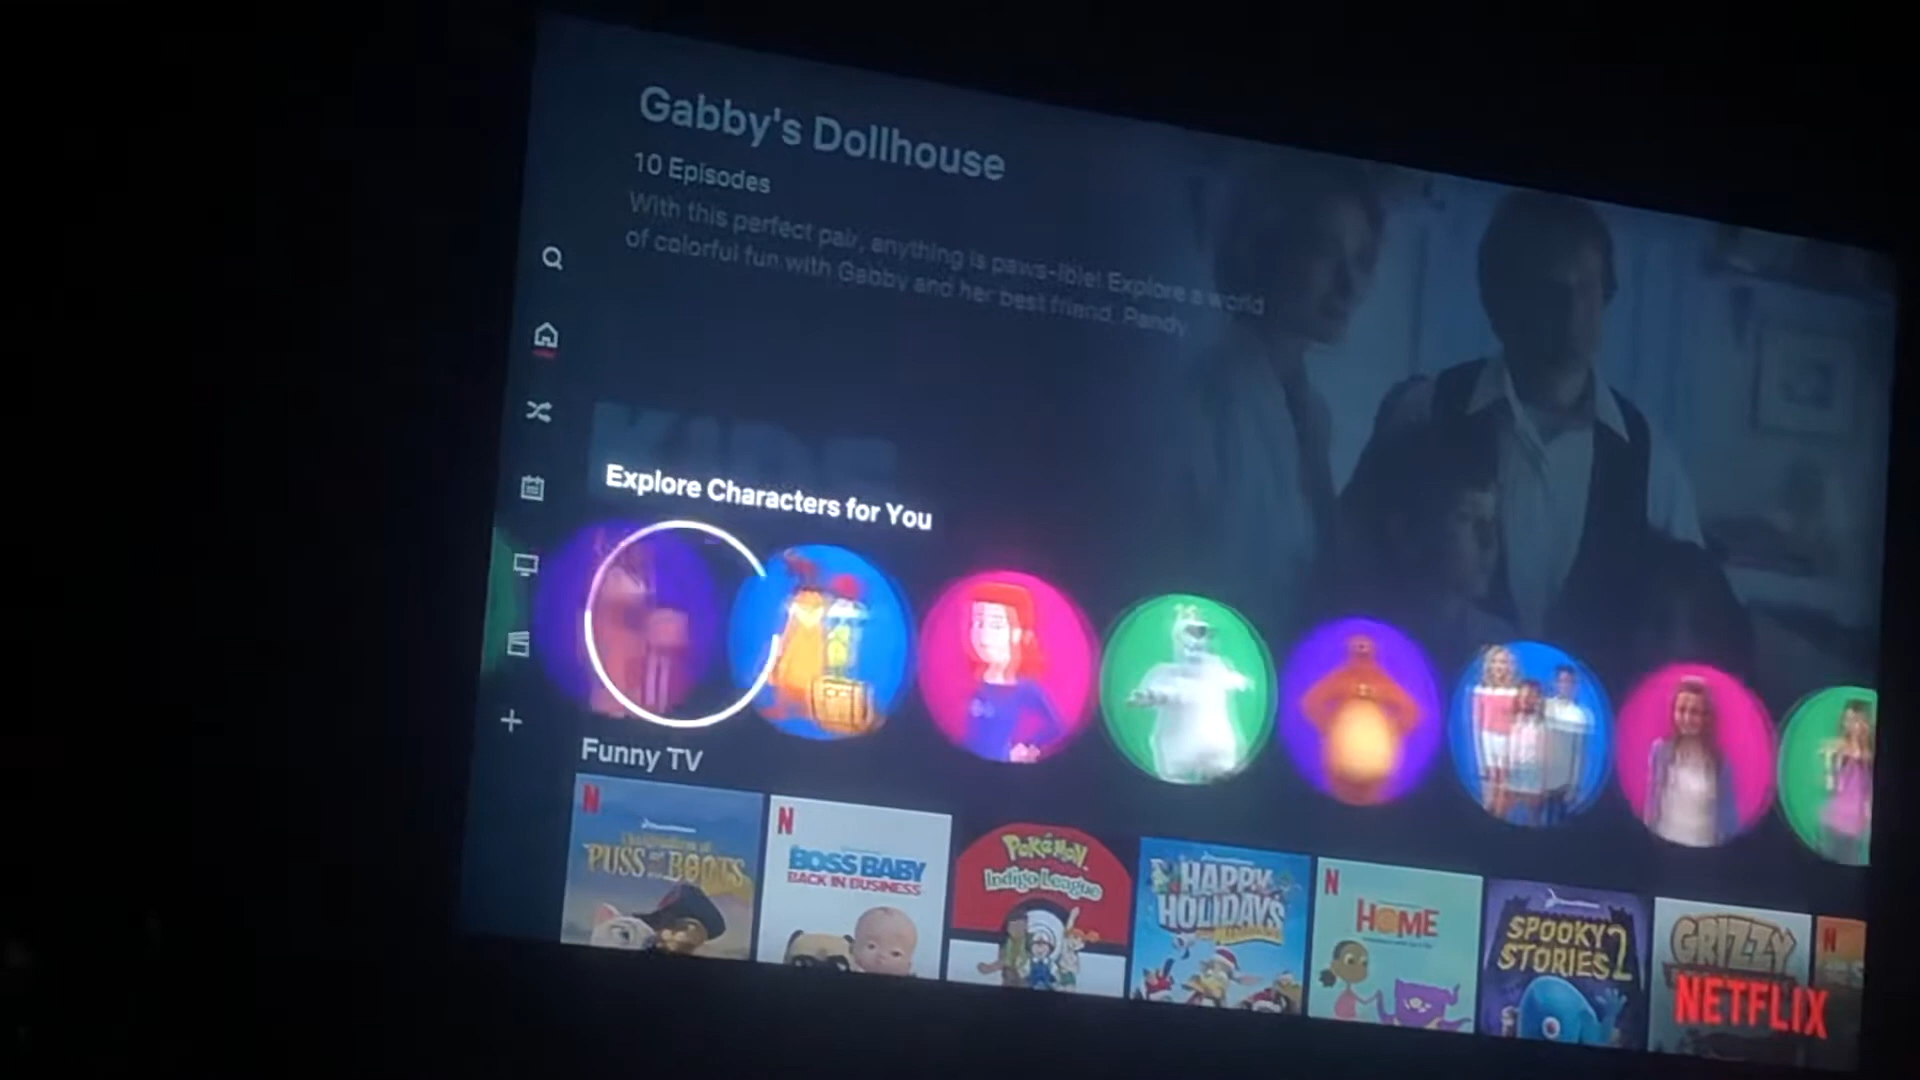 Gabby's Dollhouse
10 Episodes
With this perfect pair, anything is paws-ible! Explore a world
of colorful fun with Gabby and her best friend, Pandy
Explore Characters for You
Funny TV
N
DreamWorks
PUSS IN BOOTS
N
BOSS BABY
BACK IN BUSINESS
Pokémon
Indigo League
HAPPY
HOLIDAYS
N
HOME
SPOOKY
STORIES 2
GRIZZY
NETFLIX
N